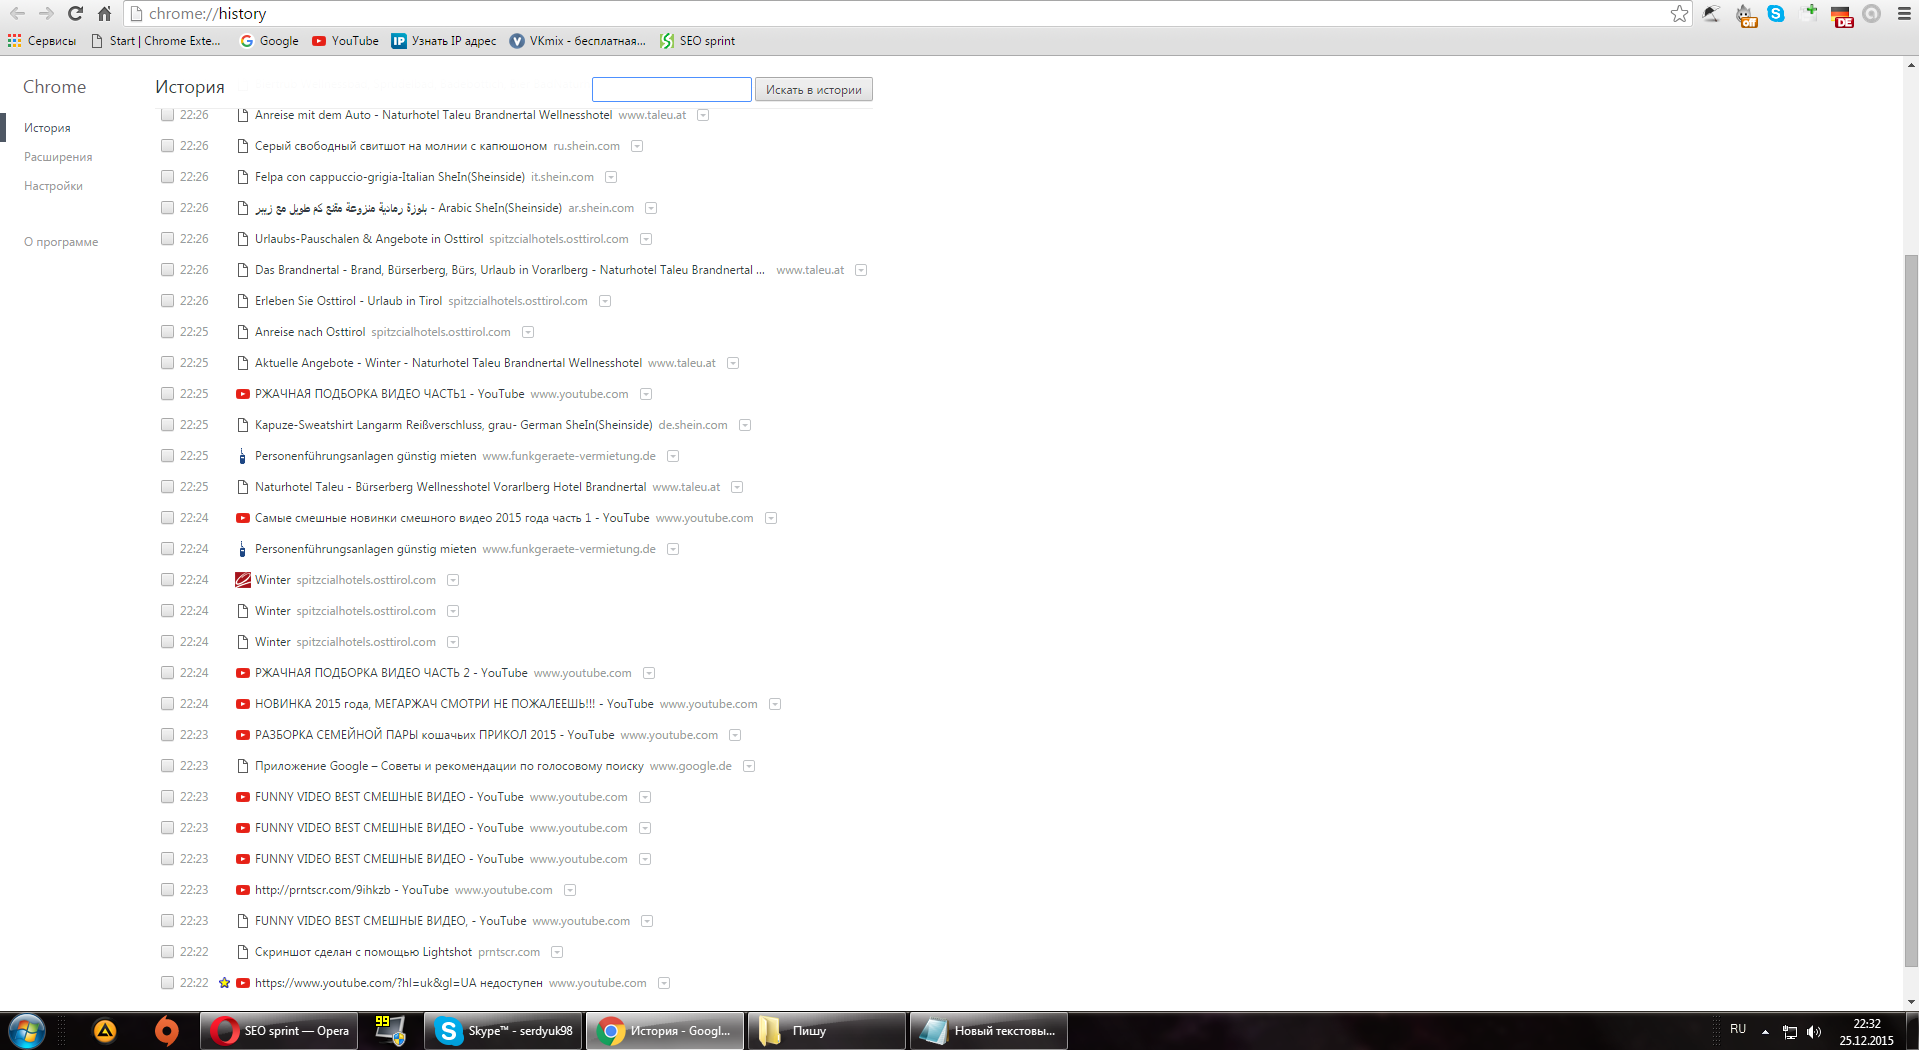 chrome://history
Сервисы Start | Chrome Exte... Google YouTube Узнать IP адрес VKmix - бесплатная... SEO sprint
off DE
Chrome
История
Искать в истории
История
Расширения
Настройки
О программе
22:26 Anreise mit dem Auto - Naturhotel Taleu Brandnertal Wellnesshotel www.taleu.at
22:26 Серый свободный свитшот на молнии с капюшоном ru.shein.com
22:26 Felpa con cappuccio-grigia-Italian SheIn(Sheinside) it.shein.com
22:26 بلوزة رمانية منزوعة مقنع كم طويل مع زيبر - Arabic SheIn(Sheinside) ar.shein.com
22:26 Urlaubs-Pauschalen & Angebote in Osttirol spitzcialhotels.osttirol.com
22:26 Das Brandnertal - Brand, Bürserberg, Bürs, Urlaub in Vorarlberg - Naturhotel Taleu Brandnertal ... www.taleu.at
22:26 Erleben Sie Osttirol - Urlaub in Tirol spitzcialhotels.osttirol.com
22:25 Anreise nach Osttirol spitzcialhotels.osttirol.com
22:25 Aktuelle Angebote - Winter - Naturhotel Taleu Brandnertal Wellnesshotel www.taleu.at
22:25 РЖАЧНАЯ ПОДБОРКА ВИДЕО ЧАСТЬ1 - YouTube www.youtube.com
22:25 Kapuze-Sweatshirt Langarm Reißverschluss, grau- German SheIn(Sheinside) de.shein.com
22:25 Personenführungsanlagen günstig mieten www.funkgeraete-vermietung.de
22:25 Naturhotel Taleu - Bürserberg Wellnesshotel Vorarlberg Hotel Brandnertal www.taleu.at
22:24 Самые смешные новинки смешного видео 2015 года часть 1 - YouTube www.youtube.com
22:24 Personenführungsanlagen günstig mieten www.funkgeraete-vermietung.de
22:24 Winter spitzcialhotels.osttirol.com
22:24 Winter spitzcialhotels.osttirol.com
22:24 Winter spitzcialhotels.osttirol.com
22:24 РЖАЧНАЯ ПОДБОРКА ВИДЕО ЧАСТЬ 2 - YouTube www.youtube.com
22:24 НОВИНКА 2015 года, МЕГАРЖАЧ СМОТРИ НЕ ПОЖАЛЕЕШЬ!!! - YouTube www.youtube.com
22:23 РАЗБОРКА СЕМЕЙНОЙ ПАРЫ кошачьих ПРИКОЛ 2015 - YouTube www.youtube.com
22:23 Приложение Google – Советы и рекомендации по голосовому поиску www.google.de
22:23 FUNNY VIDEO BEST СМЕШНЫЕ ВИДЕО - YouTube www.youtube.com
22:23 FUNNY VIDEO BEST СМЕШНЫЕ ВИДЕО - YouTube www.youtube.com
22:23 FUNNY VIDEO BEST СМЕШНЫЕ ВИДЕО - YouTube www.youtube.com
22:23 http://prntscr.com/9ihkzb - YouTube www.youtube.com
22:23 FUNNY VIDEO BEST СМЕШНЫЕ ВИДЕО, - YouTube www.youtube.com
22:22 Скриншот сделан с помощью Lightshot prntscr.com
22:22 https://www.youtube.com/?hl=uk&gl=UA недоступен www.youtube.com
SEO sprint — Opera 99 Skype™ - serdyuk98 История - Googl... Пишу Новый текстовы... RU 22:32
25.12.2015